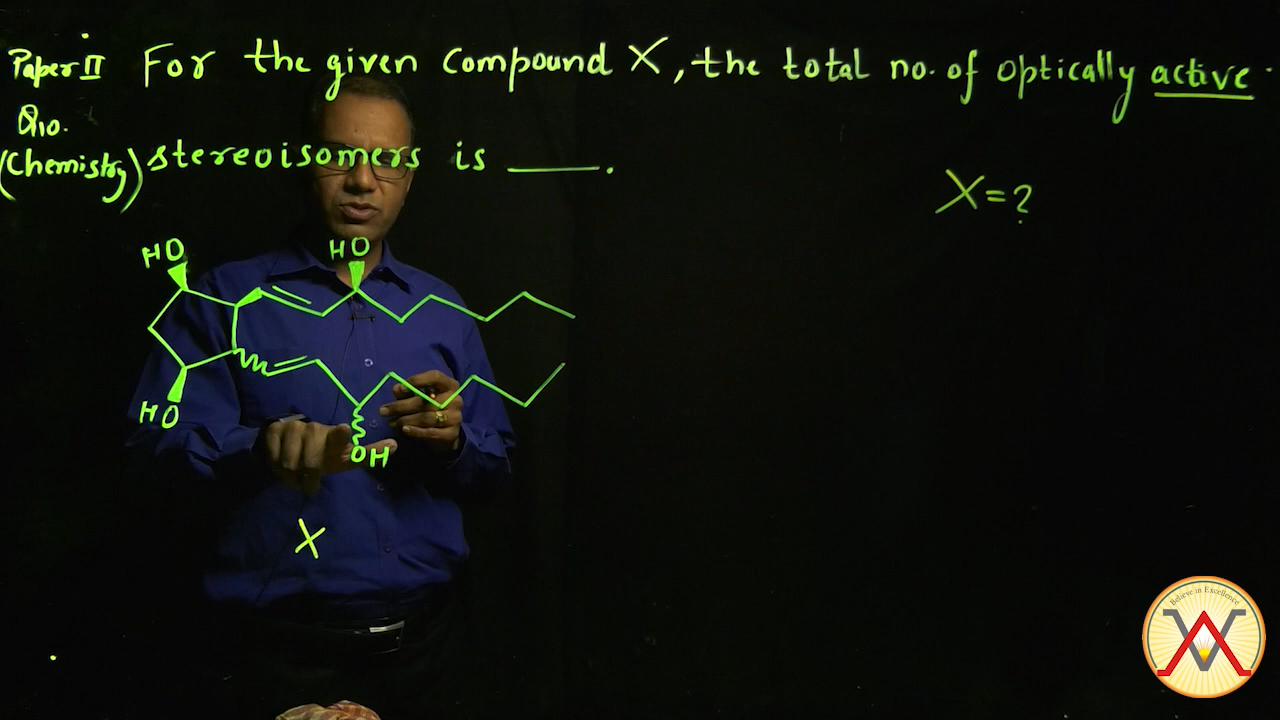 Paper II For the given compound X, the total no. of optically active
Q10.
(Chemistry) stereoisomers is ____.
X = ?
HO
HO
HO
OH
X
Believe in Excellence